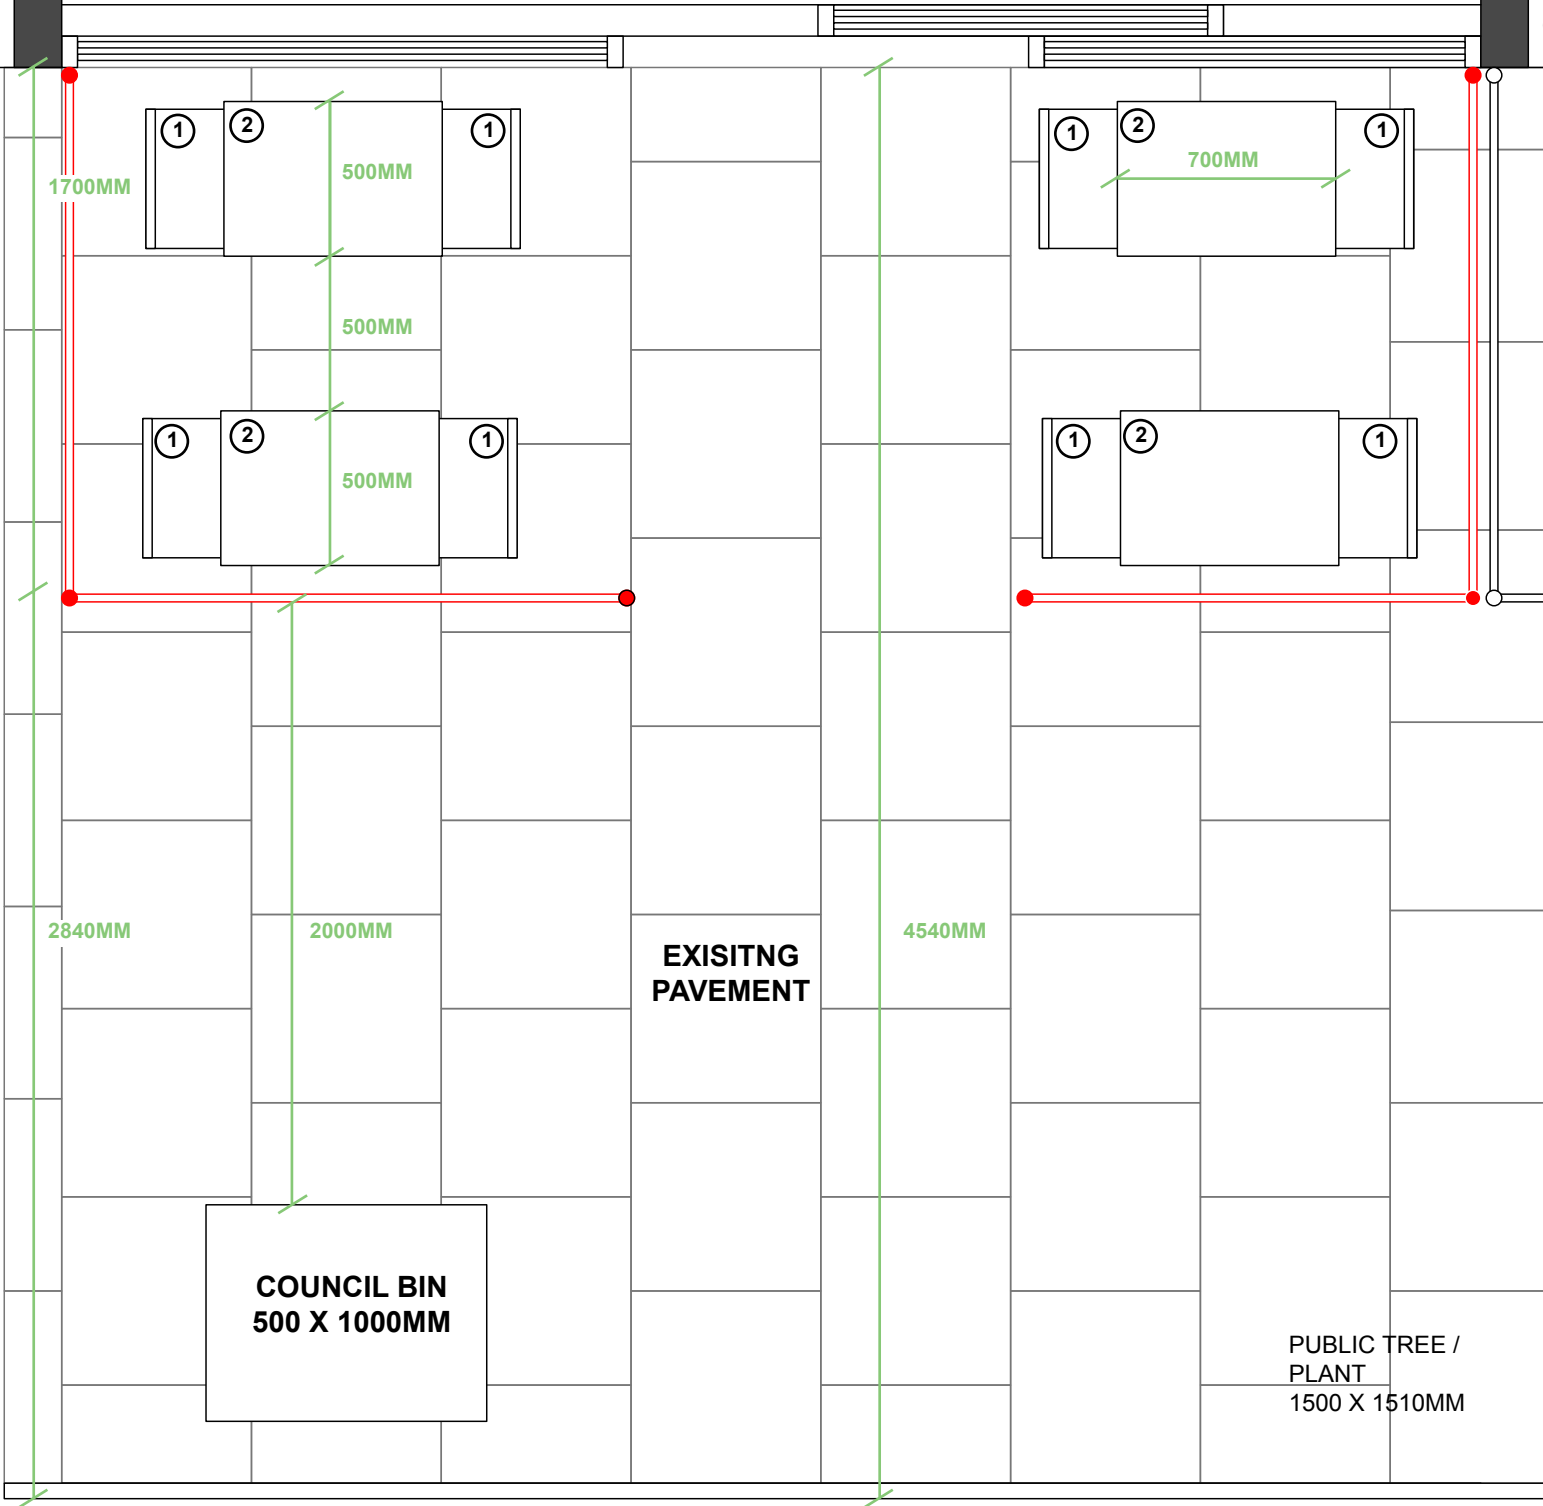 1
2
1
1
2
1
500MM
700MM
1700MM
500MM
1
2
1
1
2
1
500MM
2840MM
2000MM
4540MM
EXISITNG
PAVEMENT
COUNCIL BIN
500 X 1000MM
PUBLIC TREE /
PLANT
1500 X 1510MM